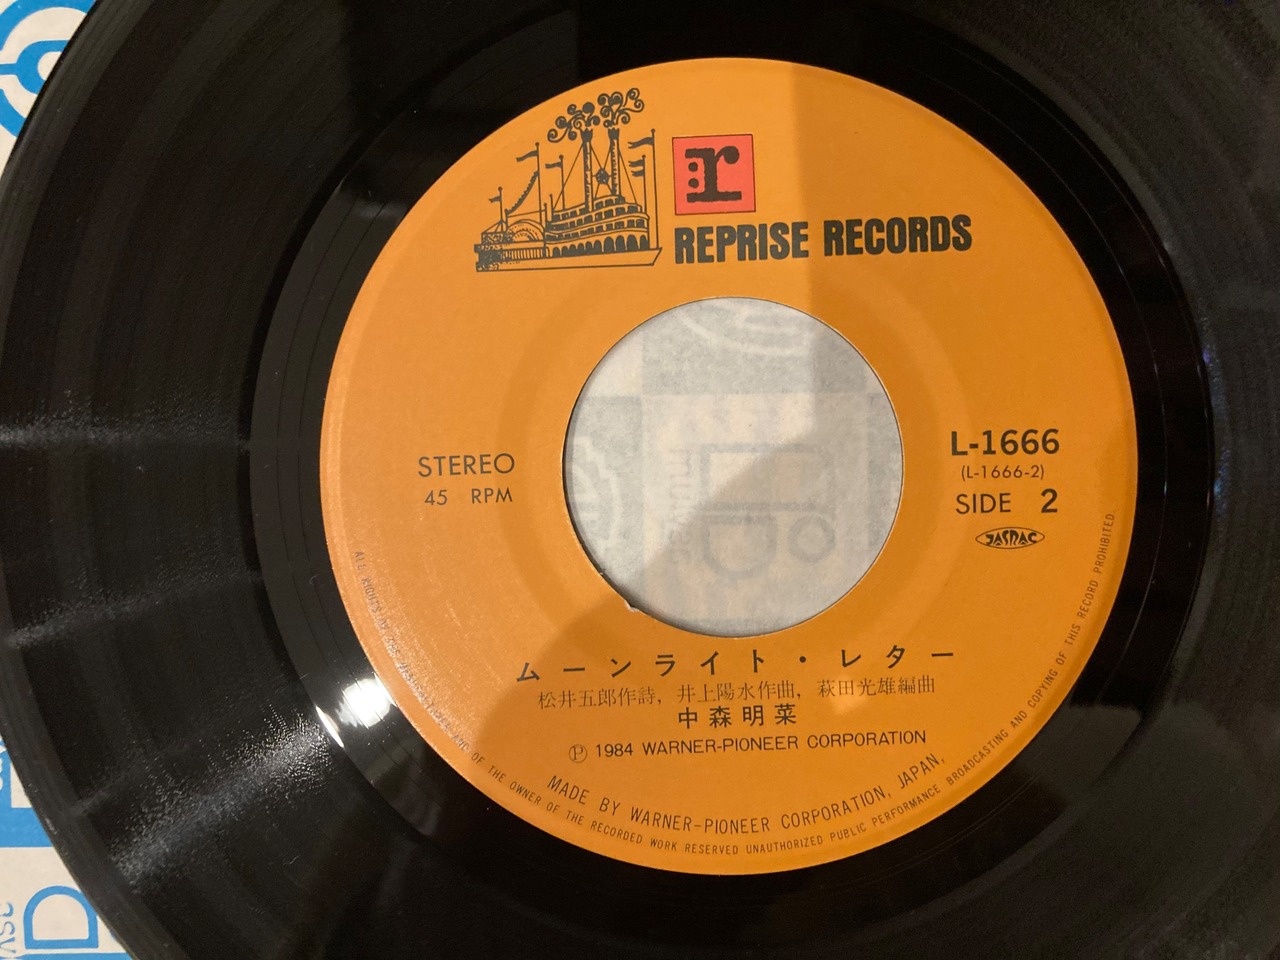 r
REPRISE RECORDS
STEREO
45 RPM
L-1666
(L-1666-2)
SIDE 2
JASRAC
ムーンライト・レター
松井五郎作詩, 井上陽水作曲, 萩田光雄編曲
中森明菜
Ⓟ 1984 WARNER-PIONEER CORPORATION
MADE BY WARNER-PIONEER CORPORATION, JAPAN,
ALL RIGHTS OF THE OWNER OF THE RECORDED WORK RESERVED UNAUTHORIZED PUBLIC PERFORMANCE BROADCASTING AND COPYING OF THIS RECORD PROHIBITED